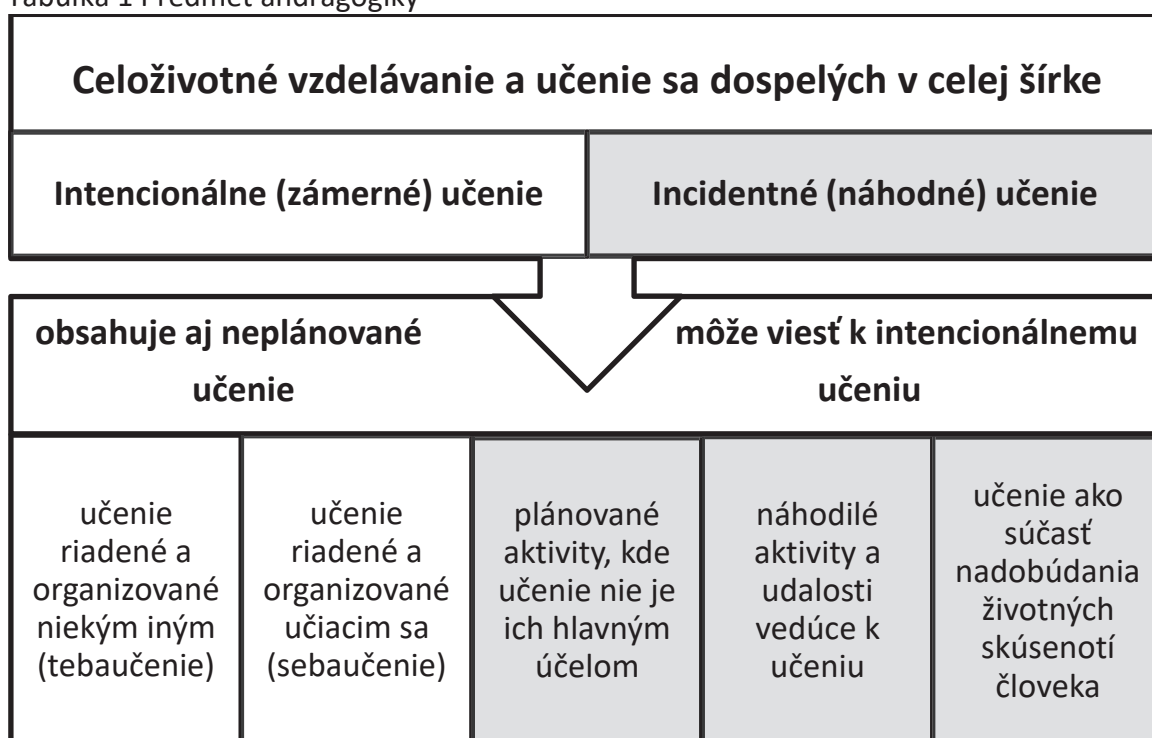 Tabuľka 1 Predmet andragogiky
Celoživotné vzdelávanie a učenie sa dospelých v celej šírke
Intencionálne (zámerné) učenie
Incidentné (náhodné) učenie
obsahuje aj neplánované
učenie
môže viesť k intencionálnemu
učeniu
učenie
riadené a
organizované
niekým iným
(tebaučenie)
učenie
riadené a
organizované
učiacim sa
(sebaučenie)
plánované
aktivity, kde
učenie nie je
ich hlavným
účelom
náhodilé
aktivity a
udalosti
vedúce k
učeniu
učenie ako
súčasť
nadobúdania
životných
skúsenotí
človeka